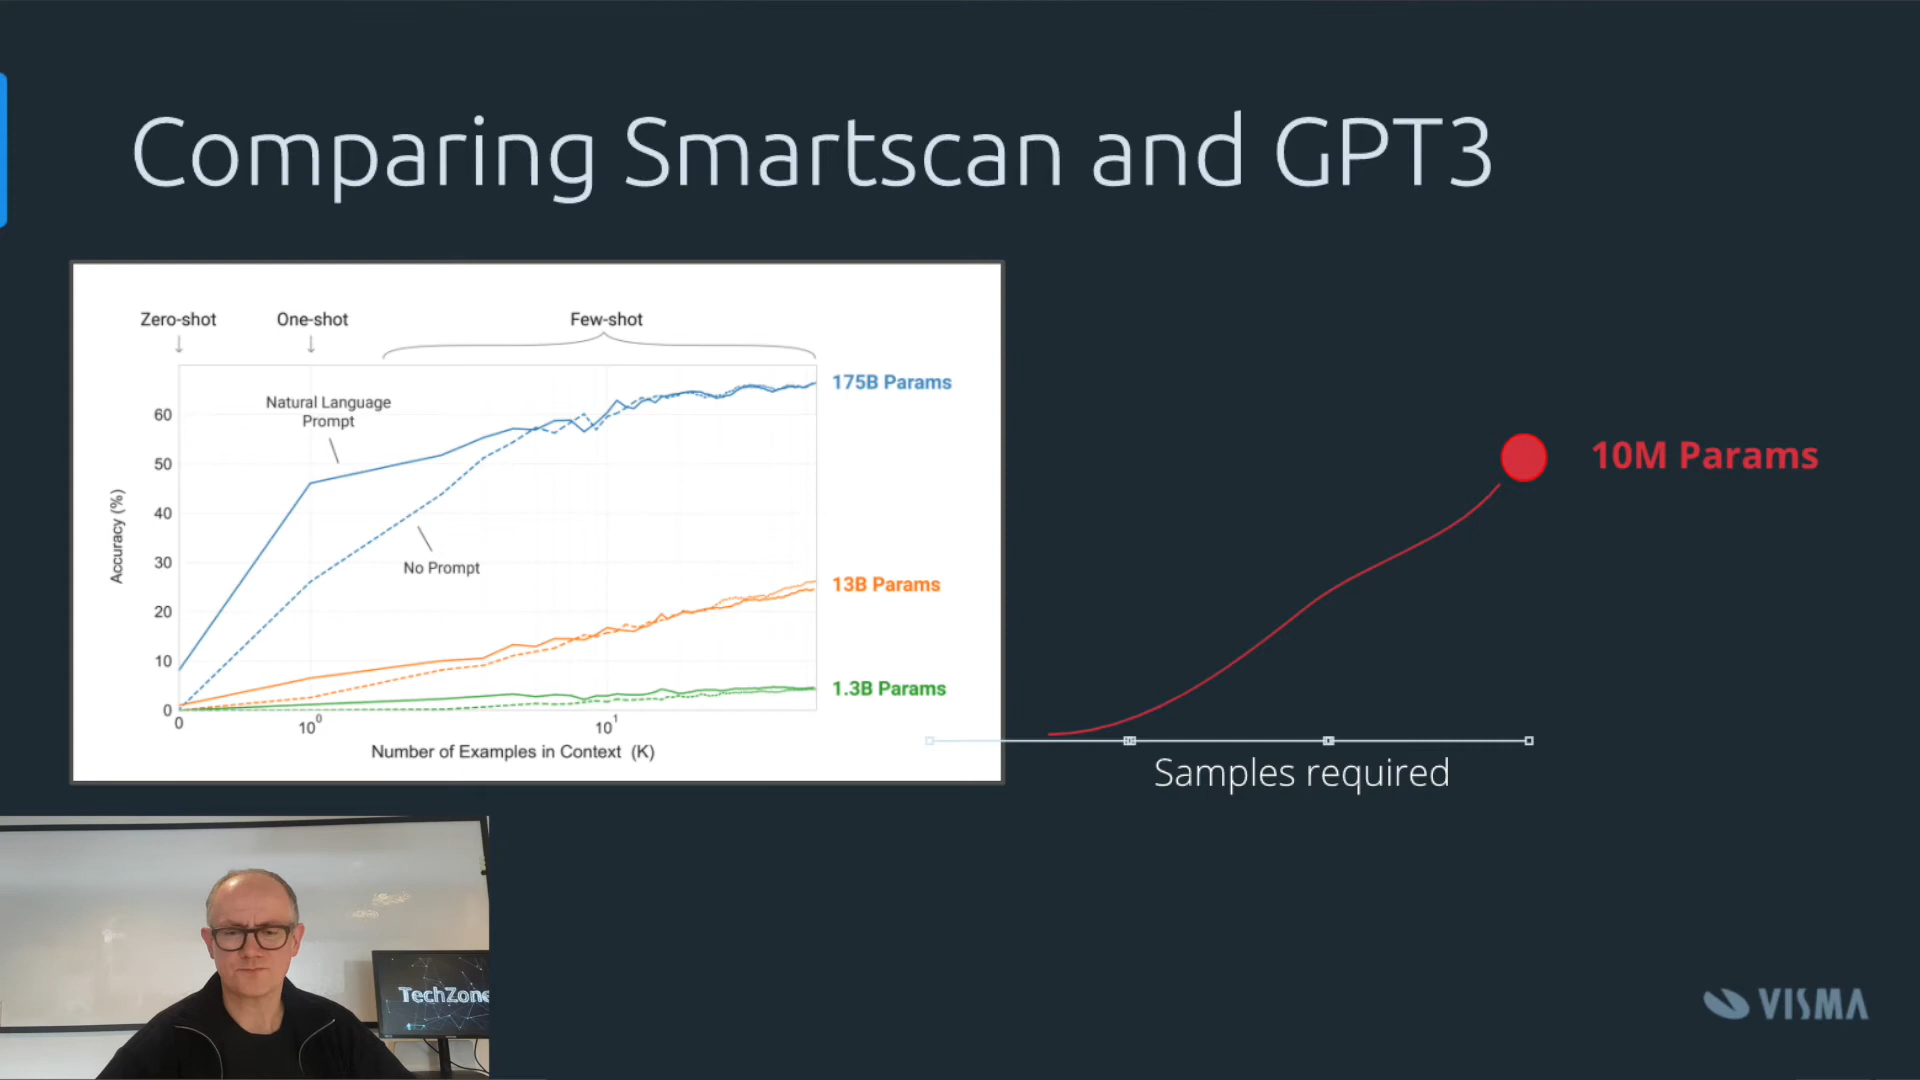 Comparing Smartscan and GPT3
Zero-shot
One-shot
Few-shot
175B Params
Natural Language
Prompt
No Prompt
13B Params
1.3B Params
Accuracy (%)
60
50
40
30
20
10
0
0
10⁰
10¹
Number of Examples in Context (K)
10M Params
Samples required
TechZone
VISMA